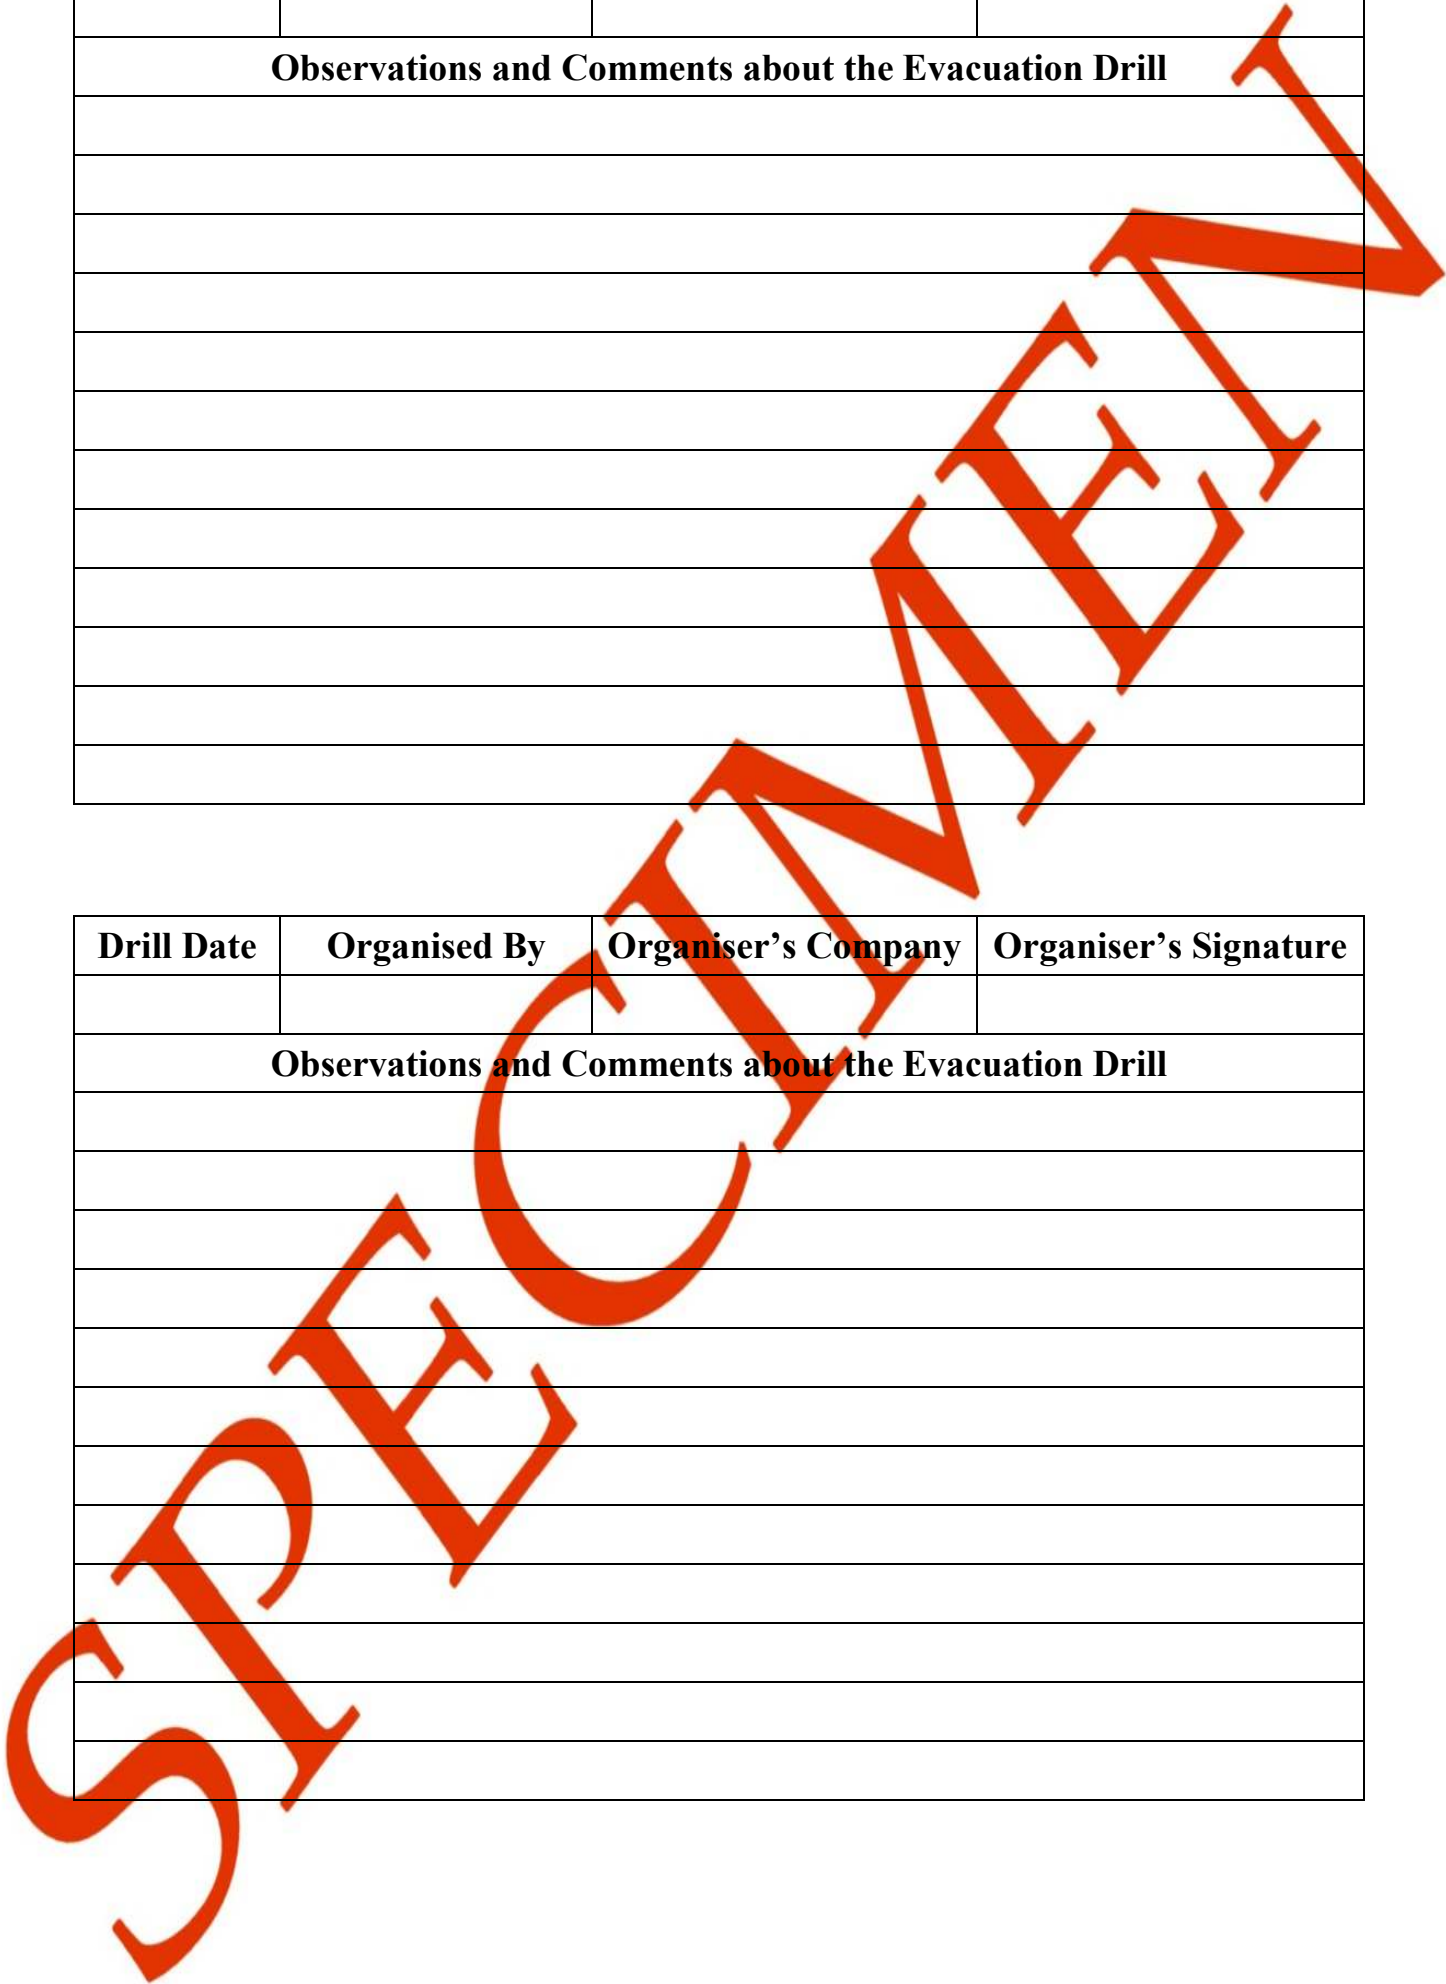 Observations and Comments about the Evacuation Drill
Drill Date Organised By Organiser’s Company Organiser’s Signature
Observations and Comments about the Evacuation Drill
SPECIMEN